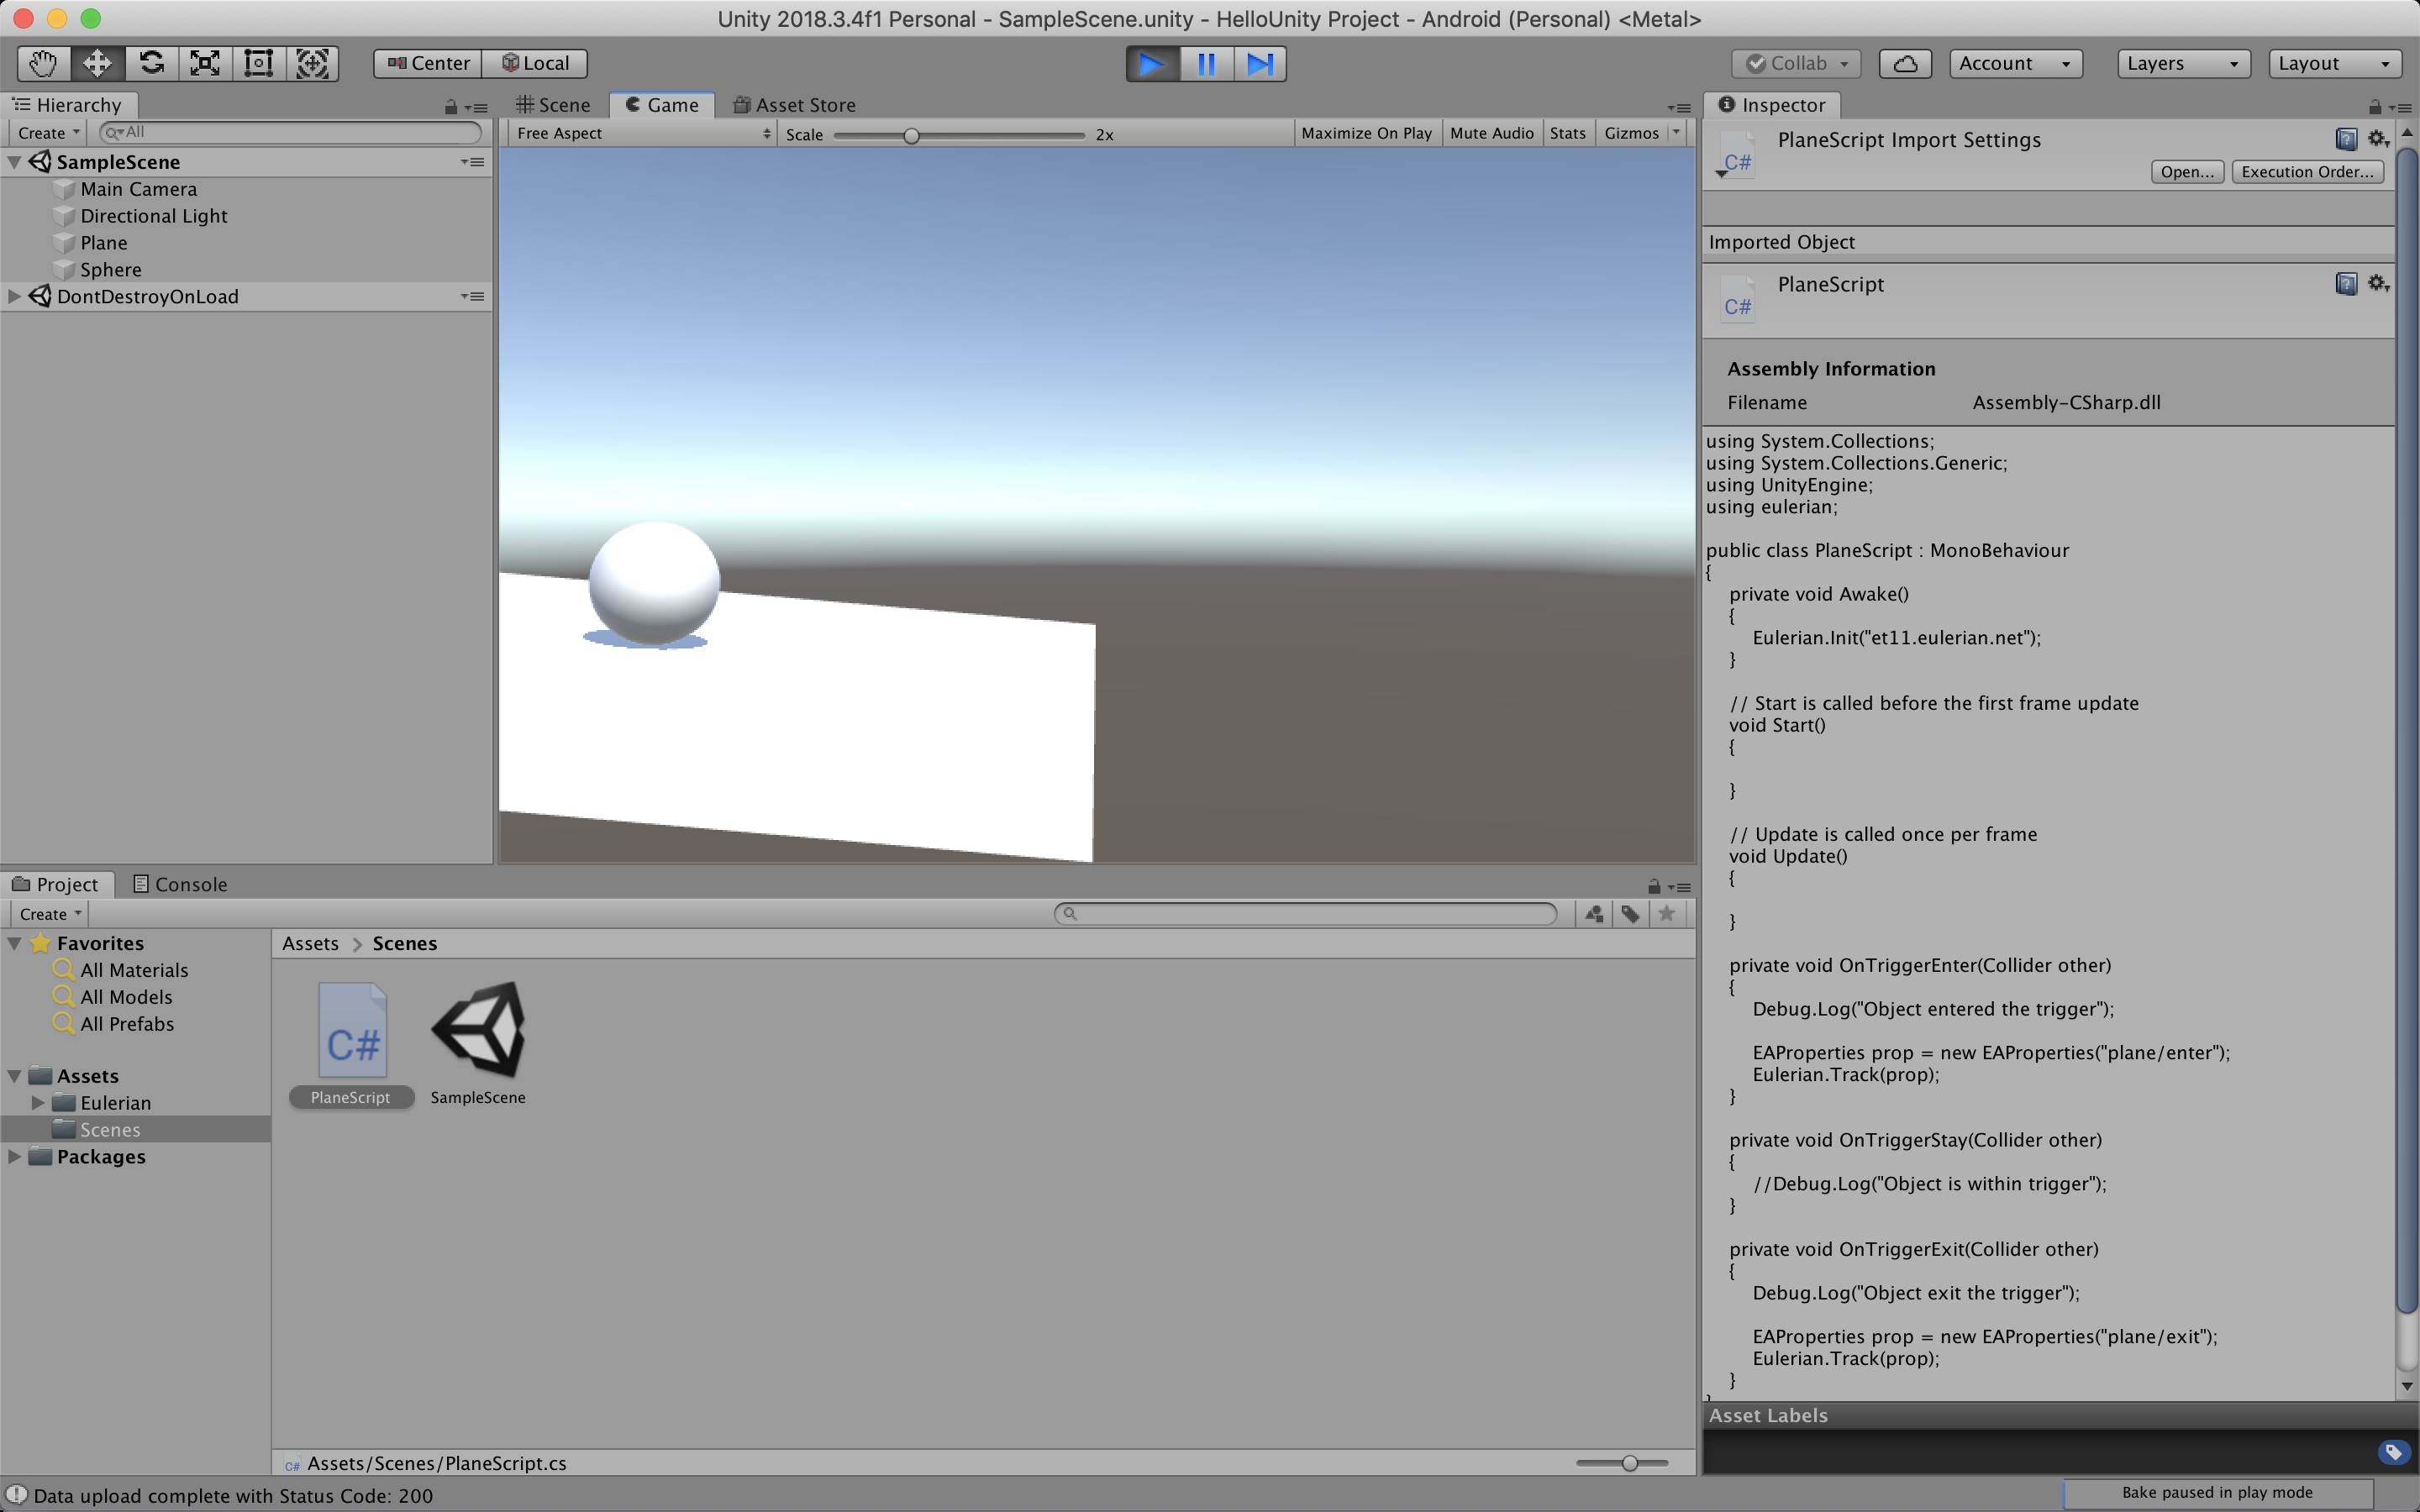 Unity 2018.3.4f1 Personal - SampleScene.unity - HelloUnity Project - Android (Personal) <Metal>
Center Local
Collab Account Layers Layout
Hierarchy
Create All
SampleScene
Main Camera
Directional Light
Plane
Sphere
DontDestroyOnLoad
Scene Game Asset Store
Free Aspect Scale 2x Maximize On Play Mute Audio Stats Gizmos
Inspector
C# PlaneScript Import Settings
Open... Execution Order...
Imported Object
C# PlaneScript
Assembly Information
Filename Assembly-CSharp.dll
using System.Collections;
using System.Collections.Generic;
using UnityEngine;
using eulerian;
public class PlaneScript : MonoBehaviour
{
private void Awake()
{
Eulerian.Init("et11.eulerian.net");
}
// Start is called before the first frame update
void Start()
{
}
// Update is called once per frame
void Update()
{
}
private void OnTriggerEnter(Collider other)
{
Debug.Log("Object entered the trigger");
EAProperties prop = new EAProperties("plane/enter");
Eulerian.Track(prop);
}
private void OnTriggerStay(Collider other)
{
//Debug.Log("Object is within trigger");
}
private void OnTriggerExit(Collider other)
{
Debug.Log("Object exit the trigger");
EAProperties prop = new EAProperties("plane/exit");
Eulerian.Track(prop);
}
Asset Labels
Project Console
Create
Favorites
All Materials
All Models
All Prefabs
Assets
Eulerian
Scenes
Packages
Assets > Scenes
C#
PlaneScript SampleScene
C# Assets/Scenes/PlaneScript.cs
Data upload complete with Status Code: 200
Bake paused in play mode